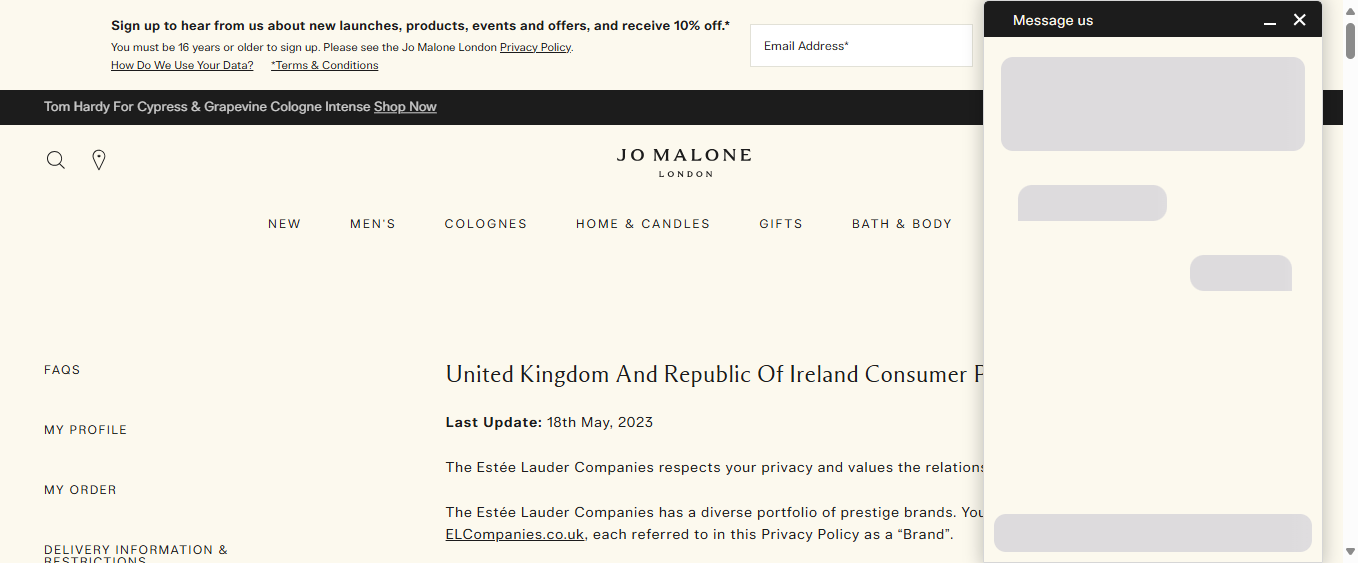 Sign up to hear from us about new launches, products, events and offers, and receive 10% off.*
You must be 16 years or older to sign up. Please see the Jo Malone London Privacy Policy.
How Do We Use Your Data? *Terms & Conditions
Email Address*
Message us
Tom Hardy For Cypress & Grapevine Cologne Intense Shop Now
JO MALONE
LONDON
NEW MEN'S COLOGNES HOME & CANDLES GIFTS BATH & BODY
FAQS
MY PROFILE
MY ORDER
DELIVERY INFORMATION &
RESTRICTIONS
United Kingdom And Republic Of Ireland Consumer
Last Update: 18th May, 2023
The Estée Lauder Companies respects your privacy and values the
The Estée Lauder Companies has a diverse portfolio of prestige brands. You
ELCompanies.co.uk, each referred to in this Privacy Policy as a “Brand”.